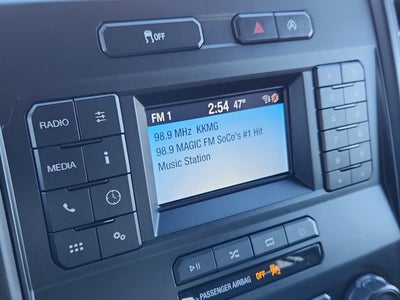 OFF
FM 1 2:54 47°
98.9 MHz KKMG
98.9 MAGIC FM SoCo's #1 Hit
Music Station
RADIO
MEDIA
PASSENGER AIRBAG OFF